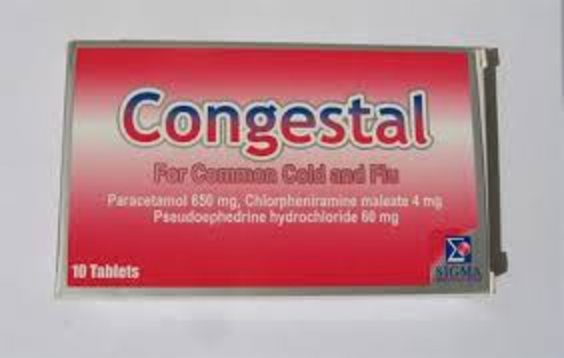 Congestal
For Common Cold and Flu
Paracetamol 650 mg, Chlorpheniramine maleate 4 mg
Pseudoephedrine hydrochloride 60 mg
10 Tablets
SIGMA